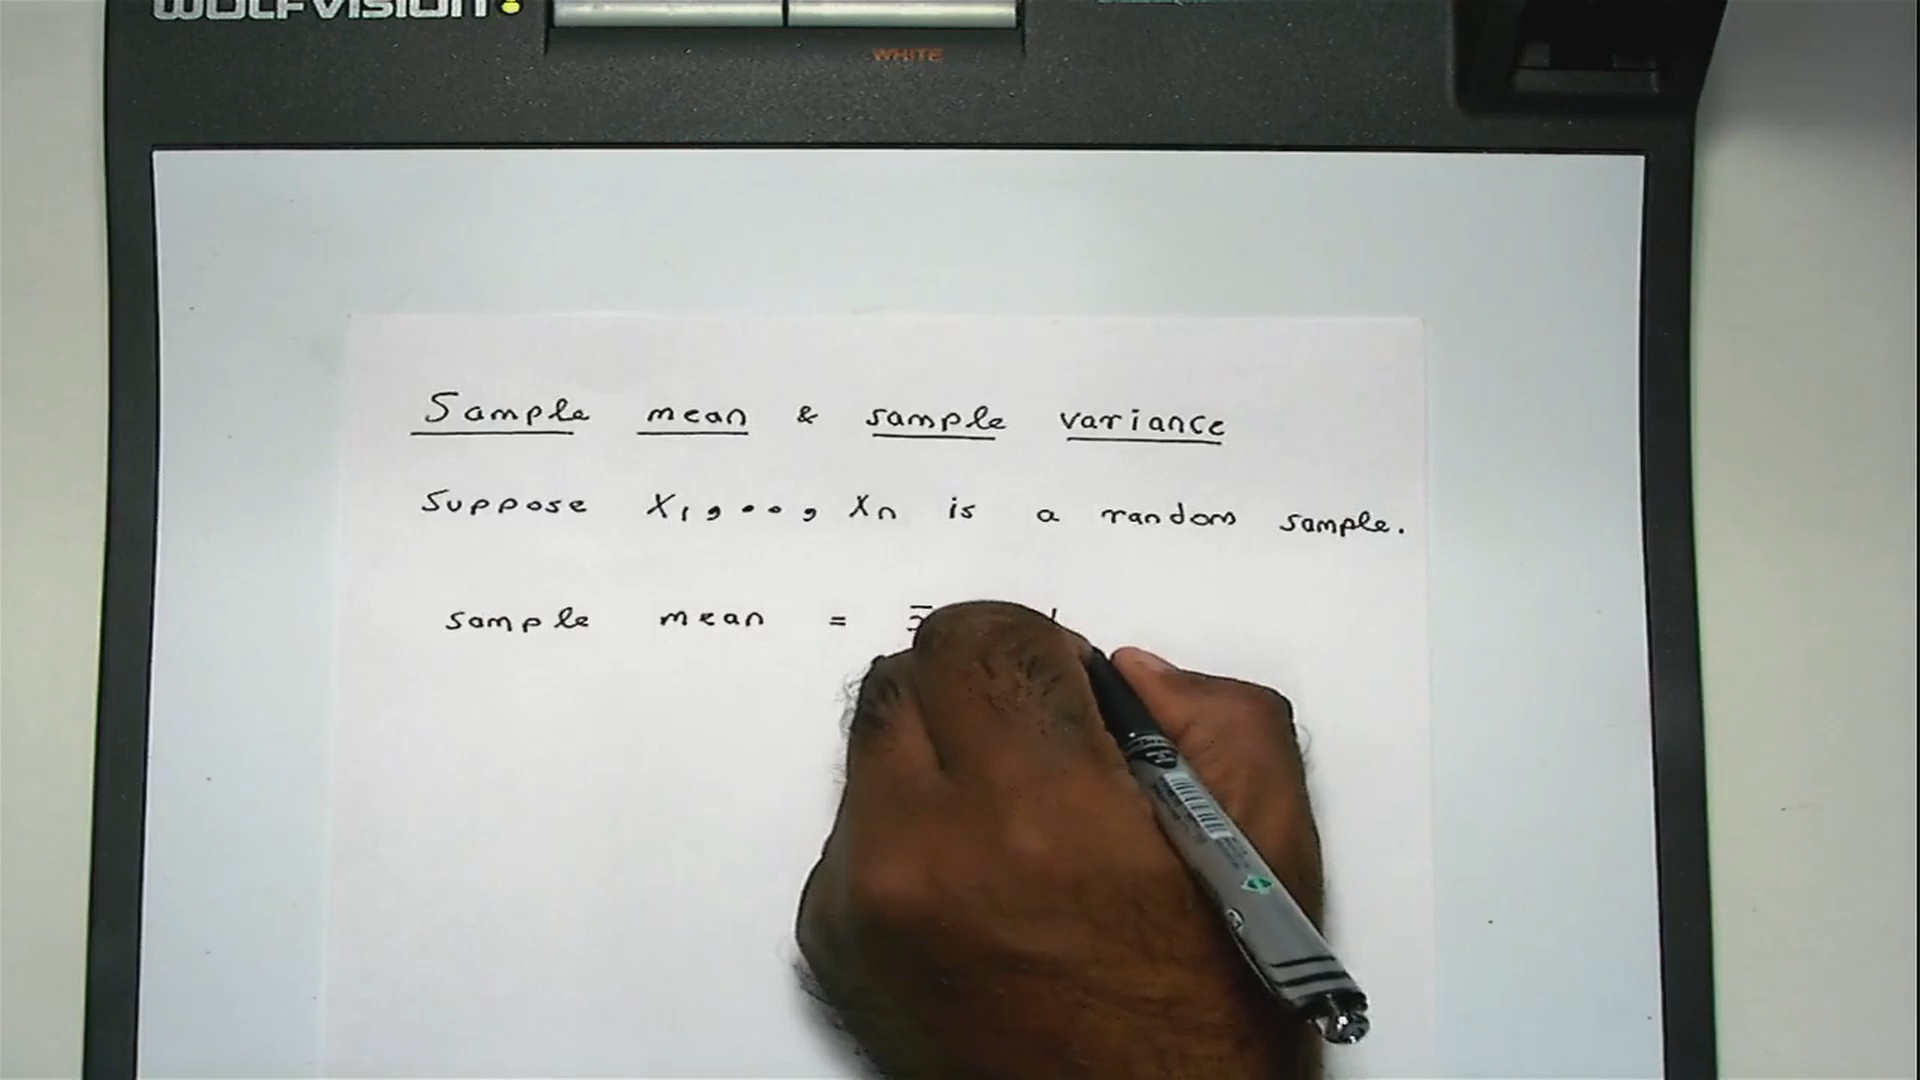 WOLFVISION
WHITE
Sample mean & sample variance
Suppose X1, ..., Xn is a random sample.
sample mean =